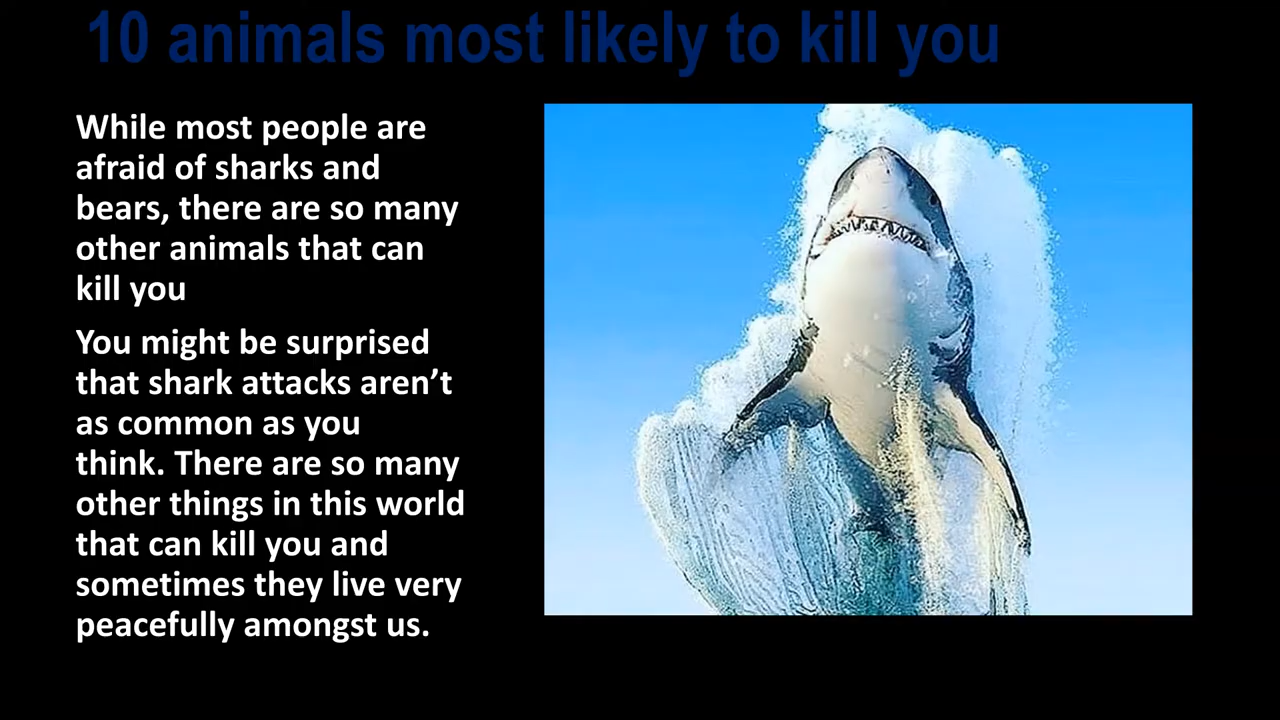 10 animals most likely to kill you
While most people are
afraid of sharks and
bears, there are so many
other animals that can
kill you
You might be surprised
that shark attacks aren’t
as common as you
think. There are so many
other things in this world
that can kill you and
sometimes they live very
peacefully amongst us.